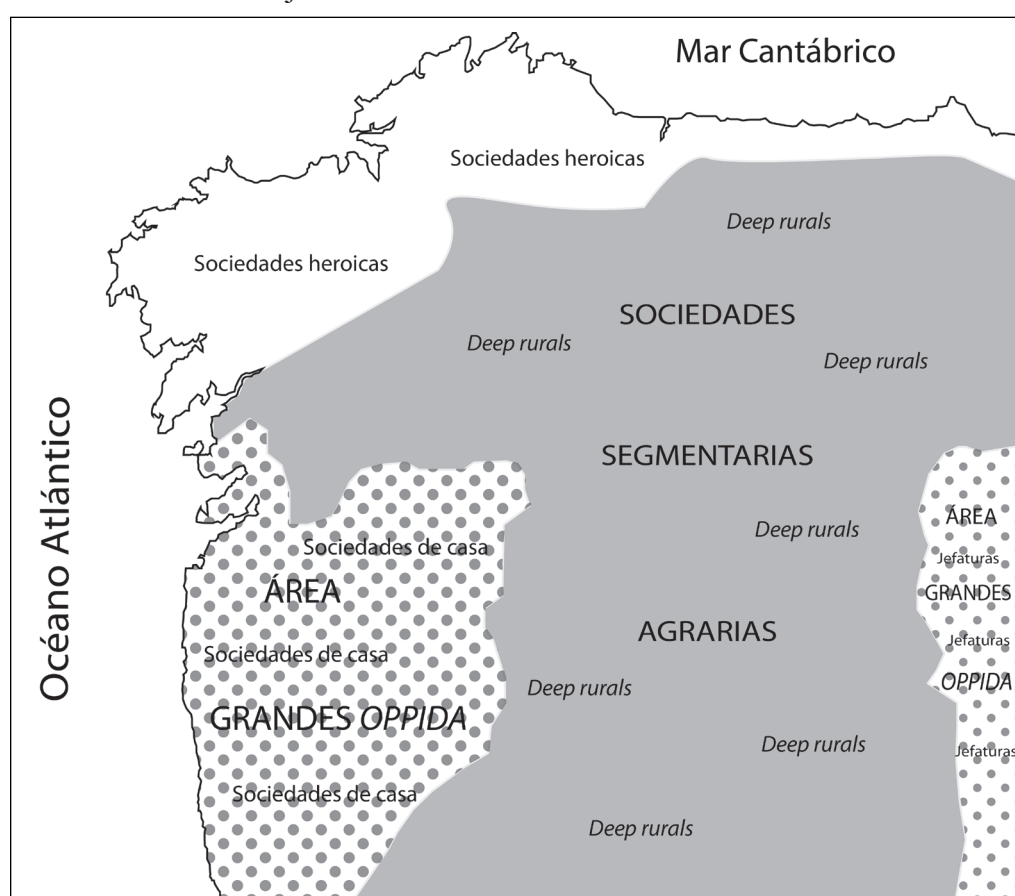 Mar Cantábrico
Sociedades heroicas
Deep rurals
Sociedades heroicas
SOCIEDADES
Deep rurals
Deep rurals
Océano Atlántico
SEGMENTARIAS
ÁREA
Deep rurals
Sociedades de casa
Jefaturas
ÁREA
GRANDES
AGRARIAS
Jefaturas
Sociedades de casa
OPPIDA
Deep rurals
GRANDES OPPIDA
Deep rurals
Jefaturas
Sociedades de casa
Deep rurals